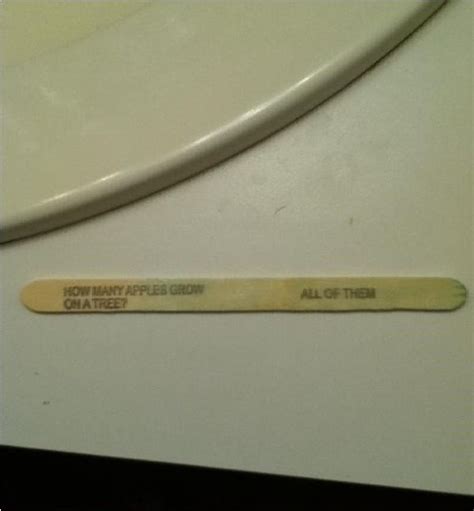 HOW MANY APPLES GROW
ON A TREE?
ALL OF THEM